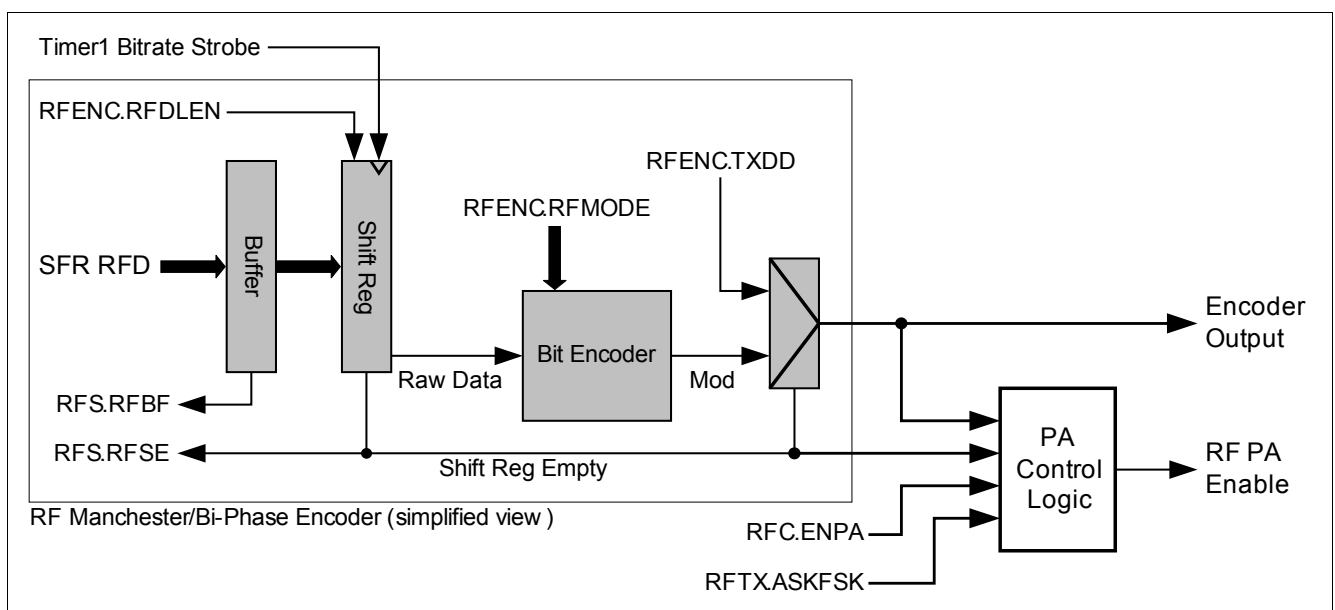 Timer1 Bitrate Strobe
RFENC.RFDLEN
RFENC.TXDD
RFENC.RFMODE
SFR RFD
Buffer
Shift Reg
Bit Encoder
Raw Data
Mod
Encoder
Output
RFS.RFBF
RFS.RFSE
Shift Reg Empty
PA
Control
Logic
RF PA
Enable
RF Manchester/Bi-Phase Encoder (simplified view )
RFC.ENPA
RFTX.ASKFSK